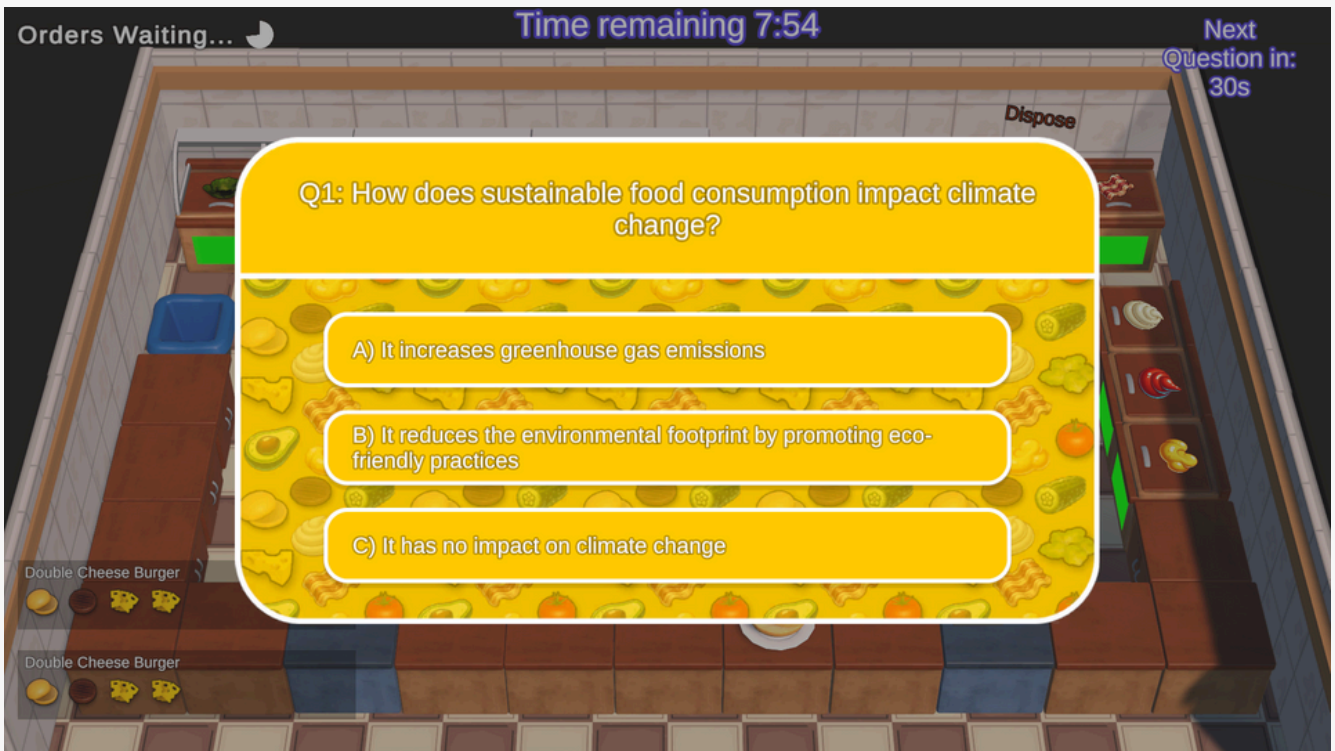 Orders Waiting...
Time remaining 7:54
Next
Question in:
30s
Dispose
Q1: How does sustainable food consumption impact climate
change?
A) It increases greenhouse gas emissions
B) It reduces the environmental footprint by promoting eco-
friendly practices
C) It has no impact on climate change
Double Cheese Burger
Double Cheese Burger